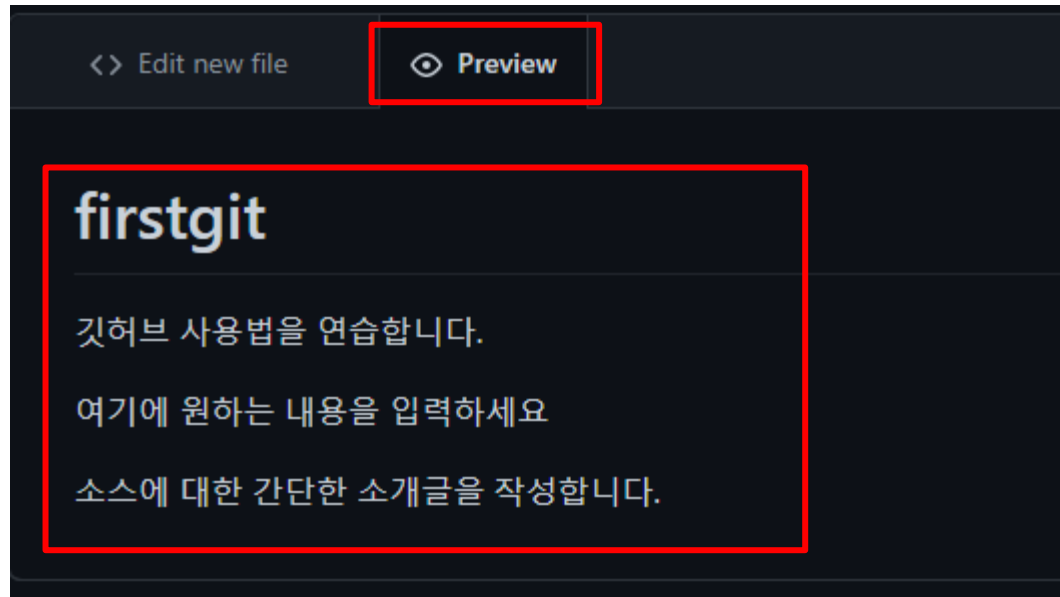 <> Edit new file
Preview
firstgit
깃허브 사용법을 연습합니다.
여기에 원하는 내용을 입력하세요
소스에 대한 간단한 소개글을 작성합니다.